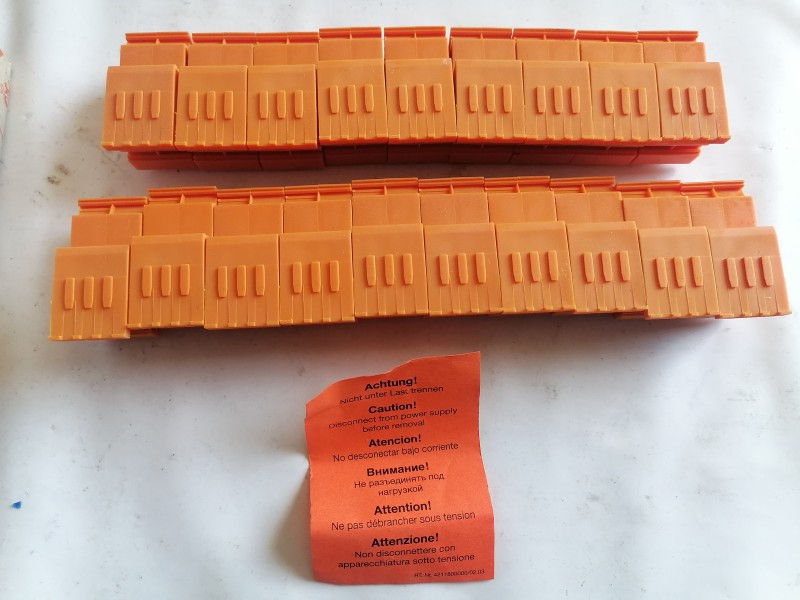 Achtung!
Nicht unter Last trennen
Caution!
Disconnect from power supply
before removal
Atencion!
No desconectar bajo corriente
Внимание!
Не разъединять под
нагрузкой
Attention!
Ne pas débrancher sous tension
Attenzione!
Non disconnettere con
apparecchiatura sotto tensione